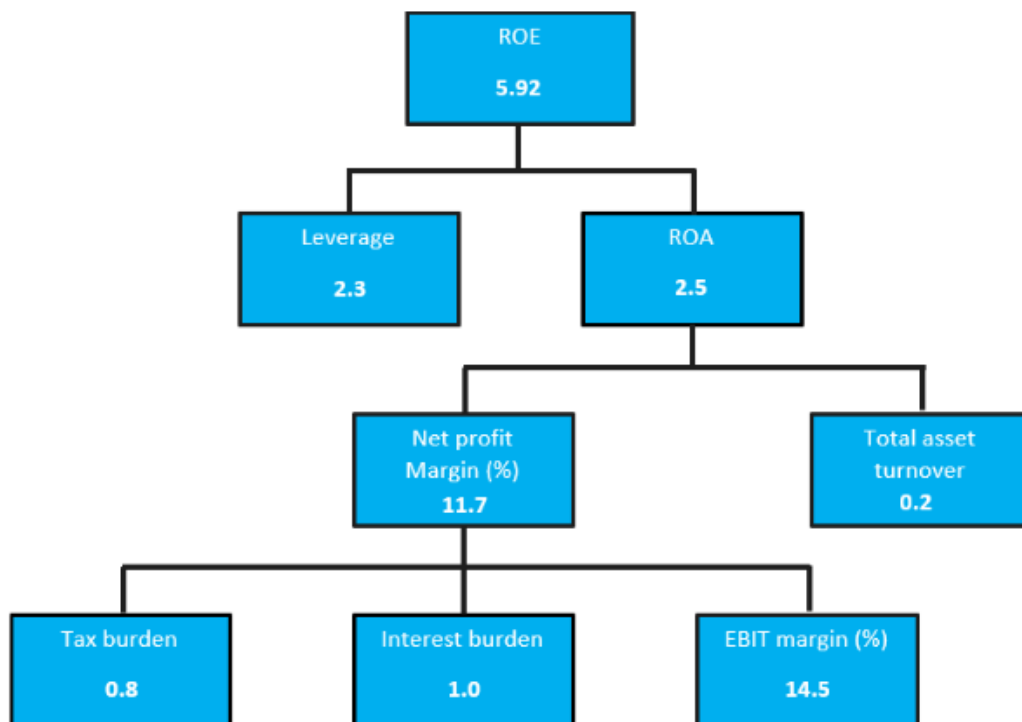 ROE
5.92
Leverage
2.3
ROA
2.5
Net profit
Margin (%)
11.7
Total asset
turnover
0.2
Tax burden
0.8
Interest burden
1.0
EBIT margin (%)
14.5